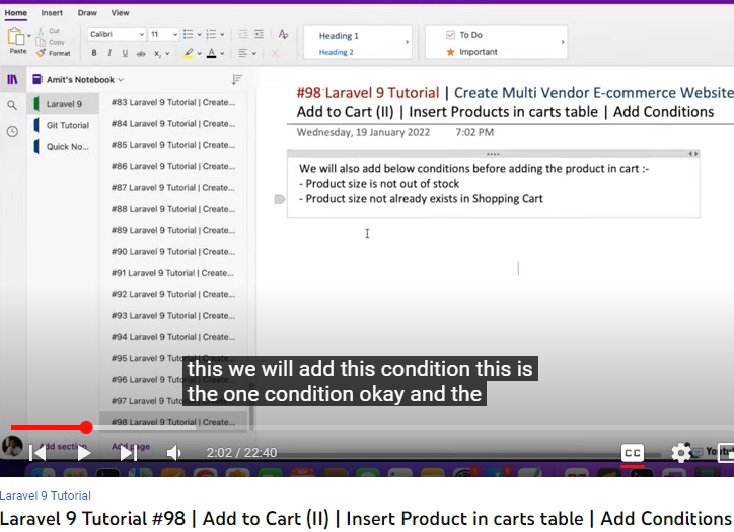 Home Insert Draw View
Paste
Cut
Copy
Format
Calibri 11
B I U ab x
Heading 1
Heading 2
To Do
Important
Amit's Notebook
Laravel 9
Git Tutorial
Quick No...
#83 Laravel 9 Tutorial | Create...
#84 Laravel 9 Tutorial | Create...
#85 Laravel 9 Tutorial | Create...
#86 Laravel 9 Tutorial | Create...
#87 Laravel 9 Tutorial | Create...
#88 Laravel 9 Tutorial | Create...
#89 Laravel 9 Tutorial | Create...
#90 Laravel 9 Tutorial | Create...
#91 Laravel 9 Tutorial | Create...
#92 Laravel 9 Tutorial | Create...
#93 Laravel 9 Tutorial | Create...
#94 Laravel 9 Tutorial | Create...
#95 Laravel 9 Tutorial | Create...
#96 Laravel 9 Tutorial | Create...
#97 Laravel 9 Tutorial | Create...
#98 Laravel 9 Tutorial | Create...
Add section Add page
#98 Laravel 9 Tutorial | Create Multi Vendor E-commerce Website
Add to Cart (II) | Insert Products in carts table | Add Conditions
Wednesday, 19 January 2022 7:02 PM
We will also add below conditions before adding the product in cart :-
- Product size is not out of stock
- Product size not already exists in Shopping Cart
this we will add this condition this is
the one condition okay and the
2:02 / 22:40
CC
Laravel 9 Tutorial
Laravel 9 Tutorial #98 | Add to Cart (II) | Insert Product in carts table | Add Conditions